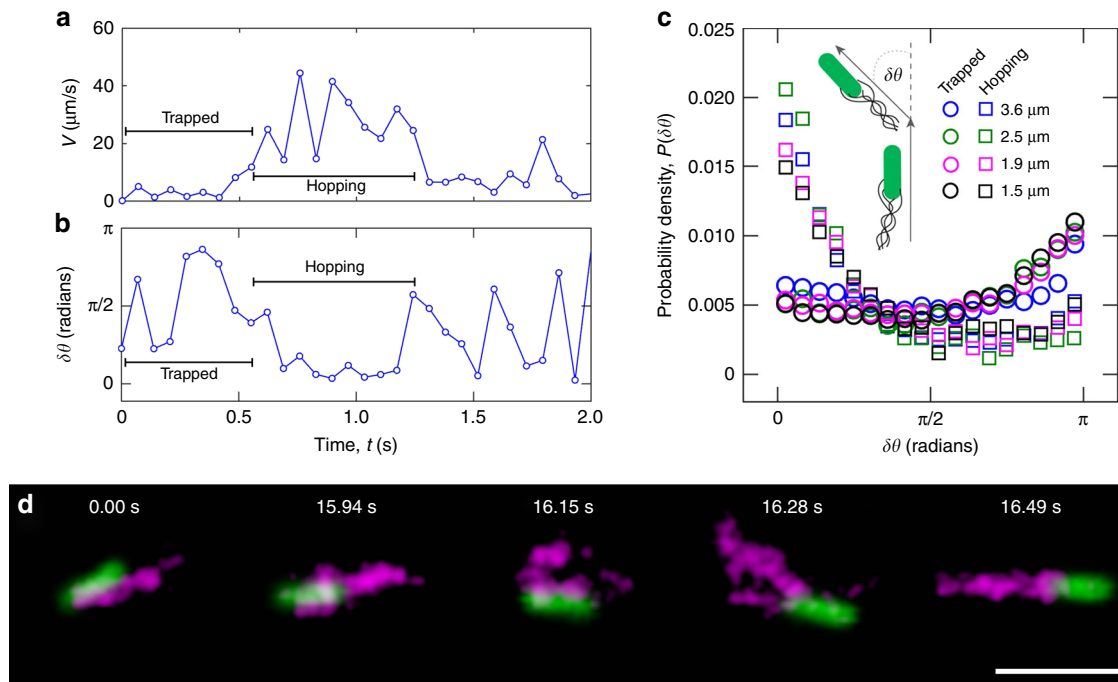 a
60
40
20
0
V (μm/s)
Trapped
Hopping
b
π
π/2
0
δθ (radians)
Hopping
Trapped
0
0.5
1.0
1.5
2.0
Time, t (s)
c
0.025
0.020
0.015
0.010
0.005
0
Probability density, P(δθ)
δθ
Trapped
Hopping
3.6 μm
2.5 μm
1.9 μm
1.5 μm
0
π/2
π
δθ (radians)
d
0.00 s
15.94 s
16.15 s
16.28 s
16.49 s